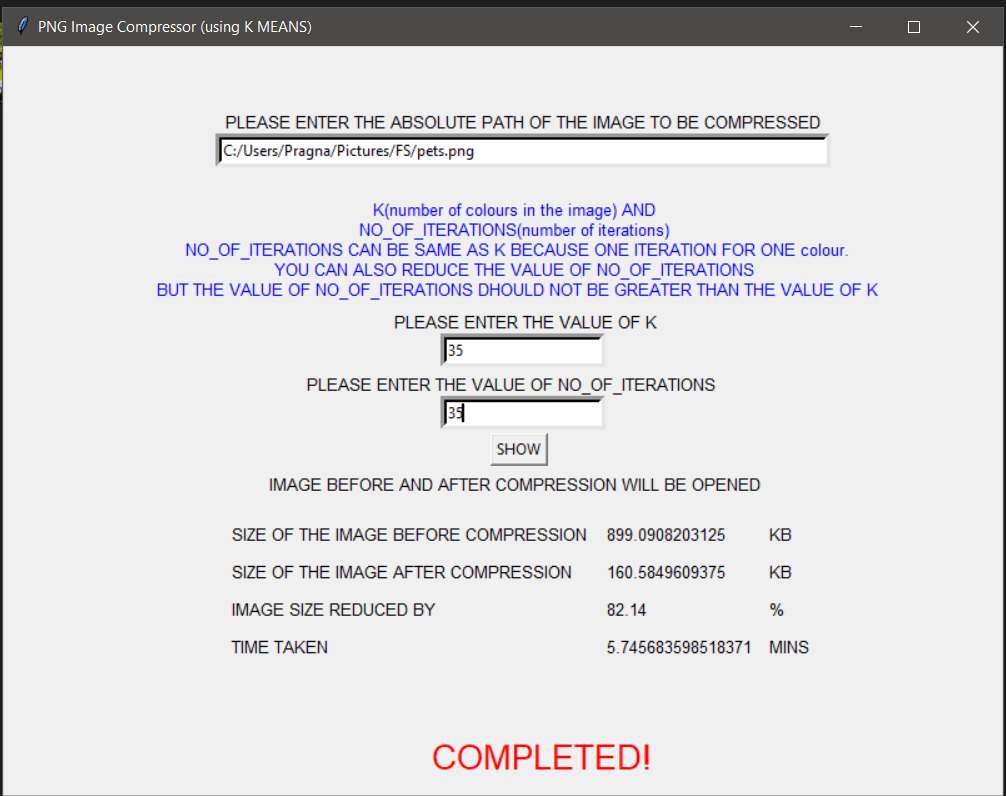 PNG Image Compressor (using K MEANS)
PLEASE ENTER THE ABSOLUTE PATH OF THE IMAGE TO BE COMPRESSED
C:/Users/Pragna/Pictures/FS/pets.png
K(number of colours in the image) AND
NO_OF_ITERATIONS(number of iterations)
NO_OF_ITERATIONS CAN BE SAME AS K BECAUSE ONE ITERATION FOR ONE colour.
YOU CAN ALSO REDUCE THE VALUE OF NO_OF_ITERATIONS
BUT THE VALUE OF NO_OF_ITERATIONS DHOULD NOT BE GREATER THAN THE VALUE OF K
PLEASE ENTER THE VALUE OF K
35
PLEASE ENTER THE VALUE OF NO_OF_ITERATIONS
35
SHOW
IMAGE BEFORE AND AFTER COMPRESSION WILL BE OPENED
SIZE OF THE IMAGE BEFORE COMPRESSION 899.0908203125 KB
SIZE OF THE IMAGE AFTER COMPRESSION 160.5849609375 KB
IMAGE SIZE REDUCED BY 82.14 %
TIME TAKEN 5.745683598518371 MINS
COMPLETED!